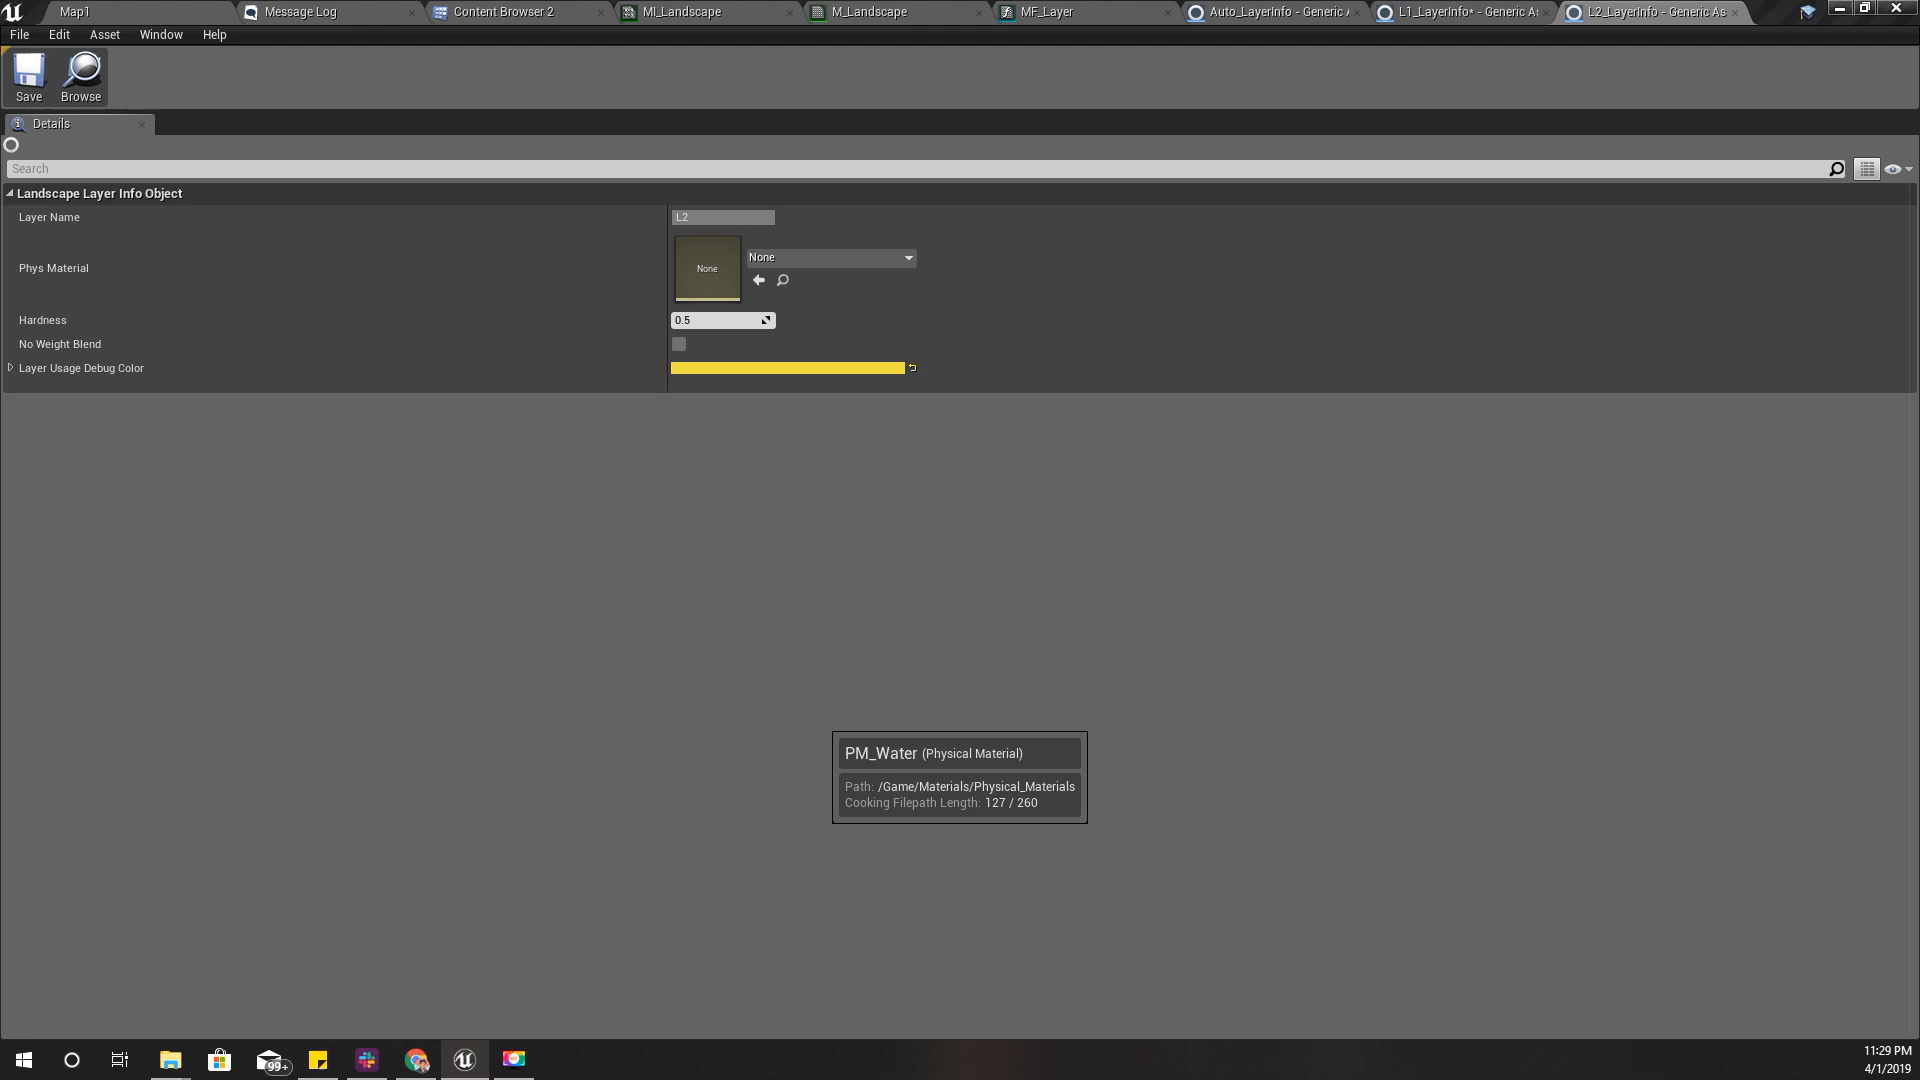 Map1
Message Log
Content Browser 2
MI_Landscape
M_Landscape
MF_Layer
Auto_LayerInfo - Generic A
L1_LayerInfo* - Generic As
L2_LayerInfo - Generic As
File Edit Asset Window Help
Save Browse
Details
Search
Landscape Layer Info Object
Layer Name L2
Phys Material None None
Hardness 0.5
No Weight Blend
Layer Usage Debug Color
PM_Water (Physical Material)
Path: /Game/Materials/Physical_Materials
Cooking Filepath Length: 127 / 260
99+
11:29 PM
4/1/2019